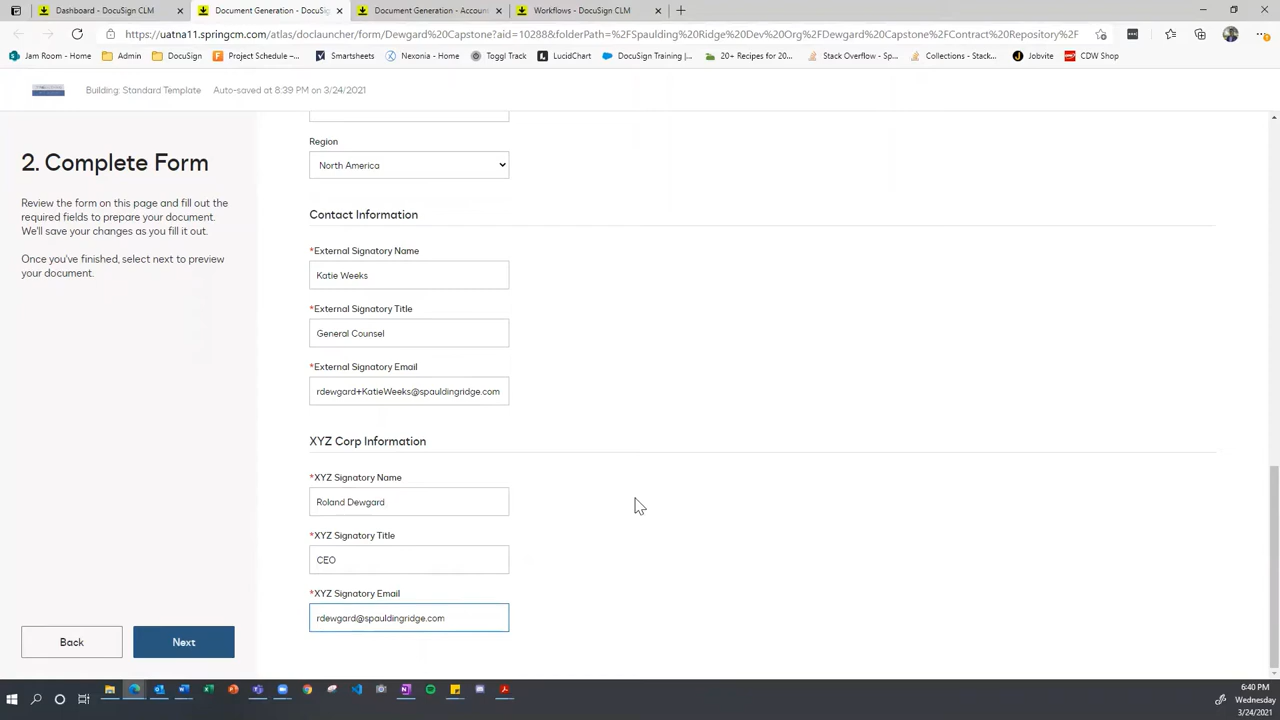 Dashboard - DocuSign CLM
Document Generation - DocuSign
Document Generation - Account
Workflows - DocuSign CLM
https://uatna11.springcm.com/atlas/doclauncher/form/Dewgard%20Capstone?aid=10288&folderPath=%2FSpaulding%20Ridge%20Dev%20Org%2FDewgard%20Capstone%2FContract%20Repository%2F
Jam Room - Home
Admin
DocuSign
Project Schedule –...
Smartsheets
Nexonia - Home
Toggl Track
LucidChart
DocuSign Training |...
20+ Recipes for 20...
Stack Overflow - Sp...
Collections - Stack...
Jobvite
CDW Shop
Building: Standard Template
Auto-saved at 8:39 PM on 3/24/2021
2. Complete Form
Review the form on this page and fill out the
required fields to prepare your document.
We'll save your changes as you fill it out.
Once you've finished, select next to preview
your document.
Back
Next
Region
North America
Contact Information
*External Signatory Name
Katie Weeks
*External Signatory Title
General Counsel
*External Signatory Email
rdewgard+KatieWeeks@spauldingridge.com
XYZ Corp Information
*XYZ Signatory Name
Roland Dewgard
*XYZ Signatory Title
CEO
*XYZ Signatory Email
rdewgard@spauldingridge.com
6:40 PM
Wednesday
3/24/2021